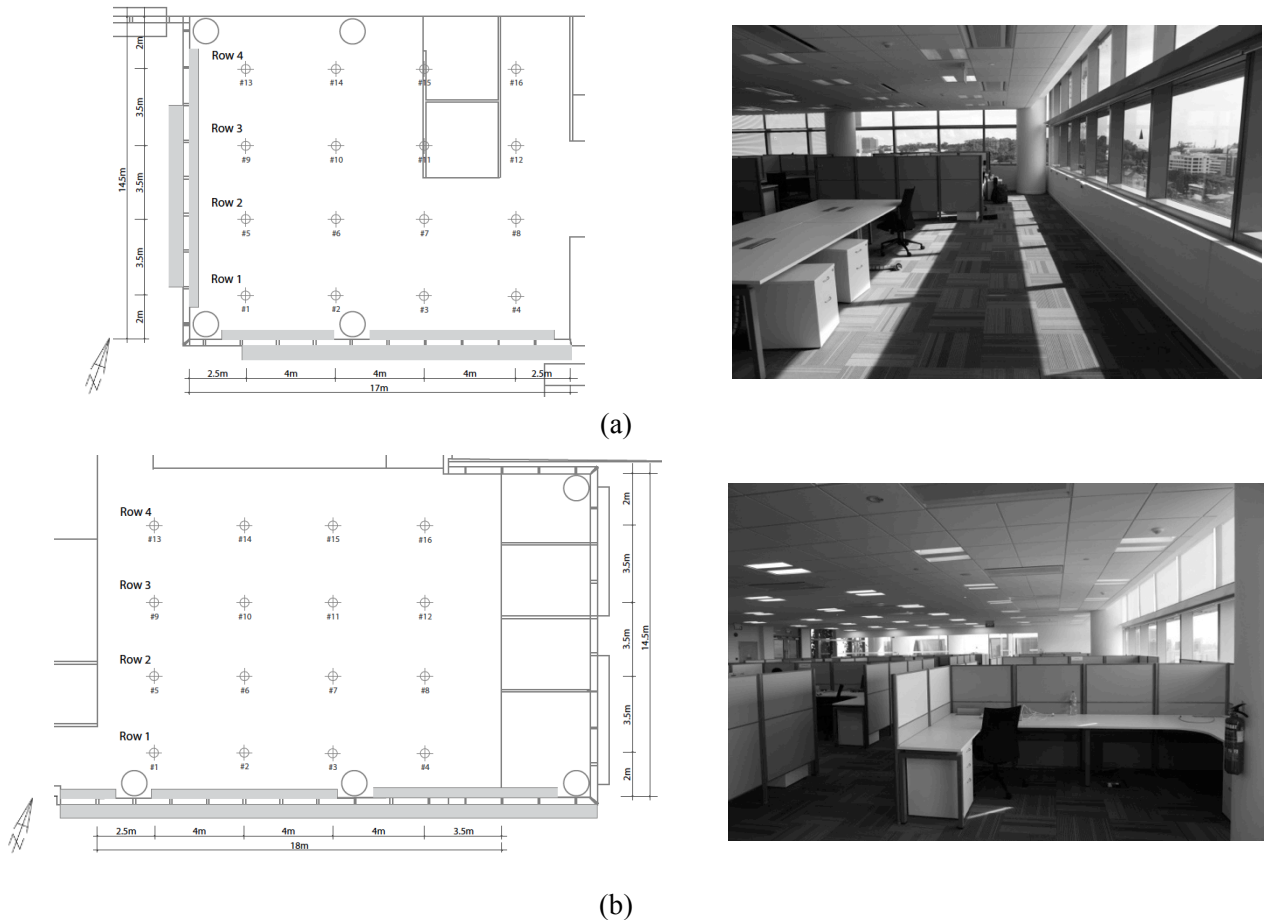 Row 4
#13 #14 #15 #16
Row 3
#9 #10 #11 #12
Row 2
#5 #6 #7 #8
Row 1
#1 #2 #3 #4
2m
3.5m
3.5m
3.5m
2m
14.5m
2.5m 4m 4m 4m 2.5m
17m
N
(a)
Row 4
#13 #14 #15 #16
Row 3
#9 #10 #11 #12
Row 2
#5 #6 #7 #8
Row 1
#1 #2 #3 #4
2m
3.5m
3.5m
3.5m
2m
14.5m
2.5m 4m 4m 4m 3.5m
18m
N
(b)